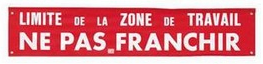 LIMITE DE LA ZONE DE TRAVAIL
NE PAS FRANCHIR